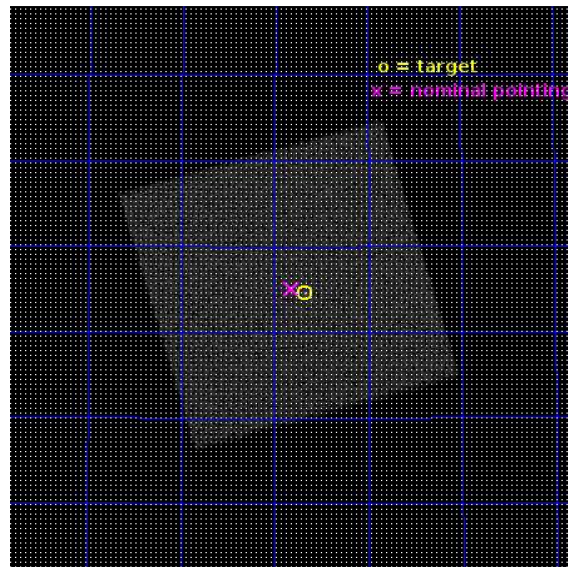 o = target
x = nominal pointing